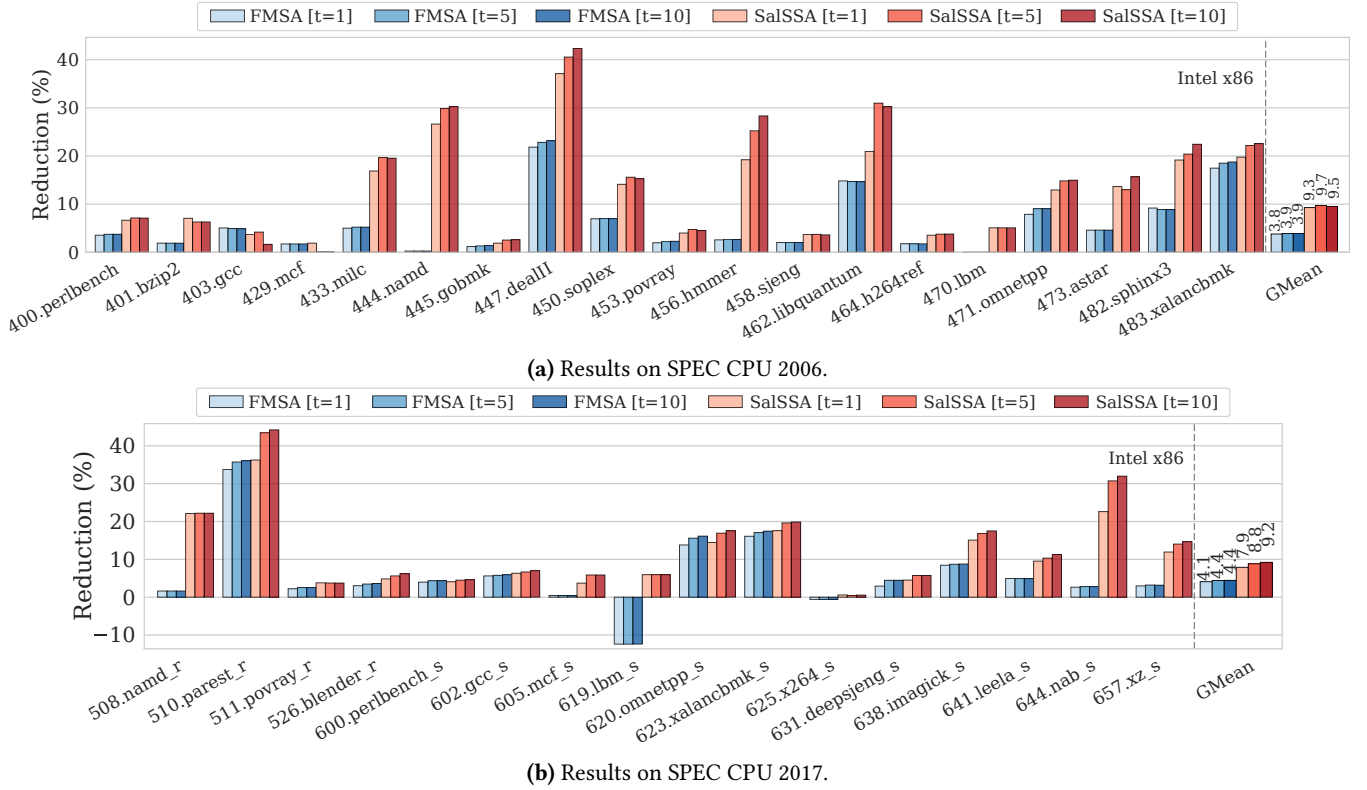 FMSA [t=1] FMSA [t=5] FMSA [t=10] SalSSA [t=1] SalSSA [t=5] SalSSA [t=10]
Reduction (%)
40
30
20
10
0
Intel x86
3.8 3.9 3.9 9.3 9.7 9.5
400.perlbench 401.bzip2 403.gcc 429.mcf 433.milc 444.namd 445.gobmk 447.dealII 450.soplex 453.povray 456.hmmer 458.sjeng 462.libquantum 464.h264ref 470.lbm 471.omnetpp 473.astar 482.sphinx3 483.xalancbmk GMean
(a) Results on SPEC CPU 2006.
FMSA [t=1] FMSA [t=5] FMSA [t=10] SalSSA [t=1] SalSSA [t=5] SalSSA [t=10]
Reduction (%)
40
30
20
10
0
−10
Intel x86
4.1 4.4 4.4 7.9 8.8 9.2
508.namd_r 510.parest_r 511.povray_r 526.blender_r 600.perlbench_s 602.gcc_s 605.mcf_s 619.lbm_s 620.omnetpp_s 623.xalancbmk_s 625.x264_s 631.deepsjeng_s 638.imagick_s 641.leela_s 644.nab_s 657.xz_s GMean
(b) Results on SPEC CPU 2017.